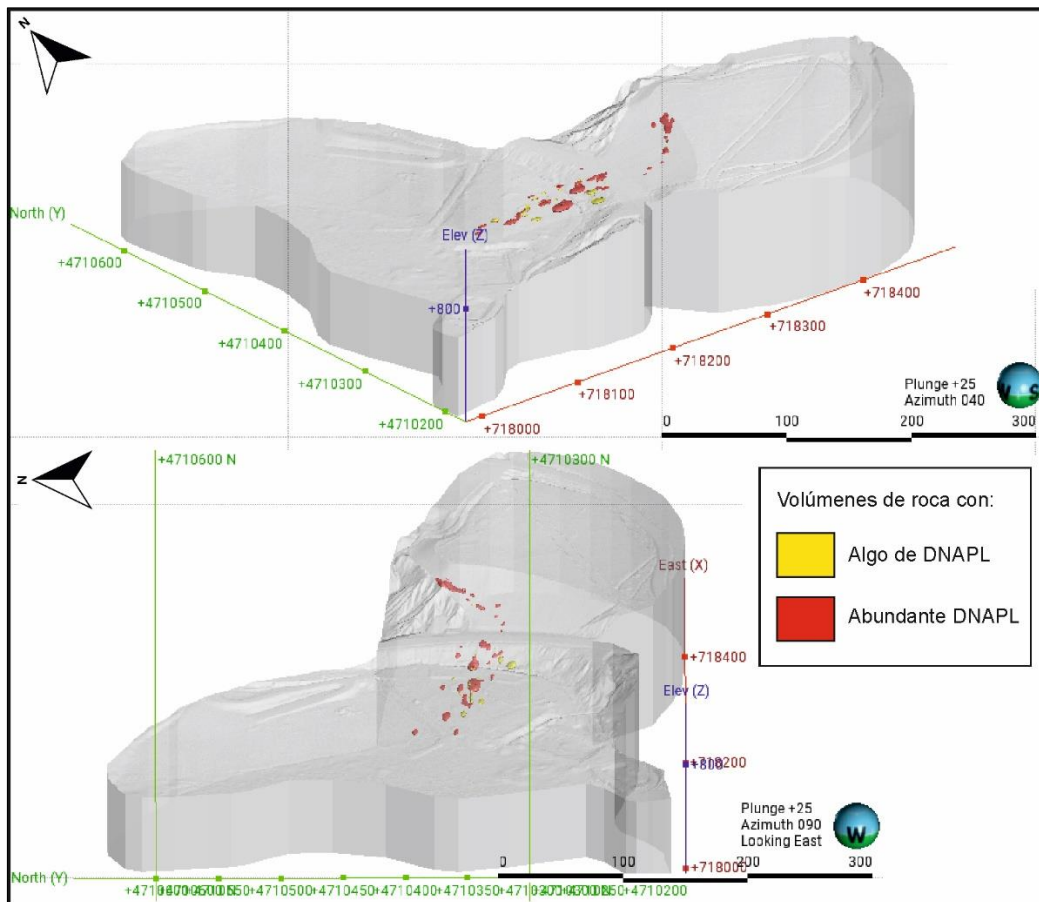 N
North (Y)
+4710600
+4710500
+4710400
+4710300
+4710200
Elev (Z)
+800
+718000
+718100
+718200
+718300
+718400
Plunge +25
Azimuth 040
W S
0 100 200 300
N
+4710600 N
+4710300 N
East (X)
+718400
Elev (Z)
+718000
Plunge +25
Azimuth 090
Looking East
W
0 100 200 300
North (Y)
+4710500
+4710450
+4710400
+4710350
+4710200
Volúmenes de roca con:
Algo de DNAPL
Abundante DNAPL